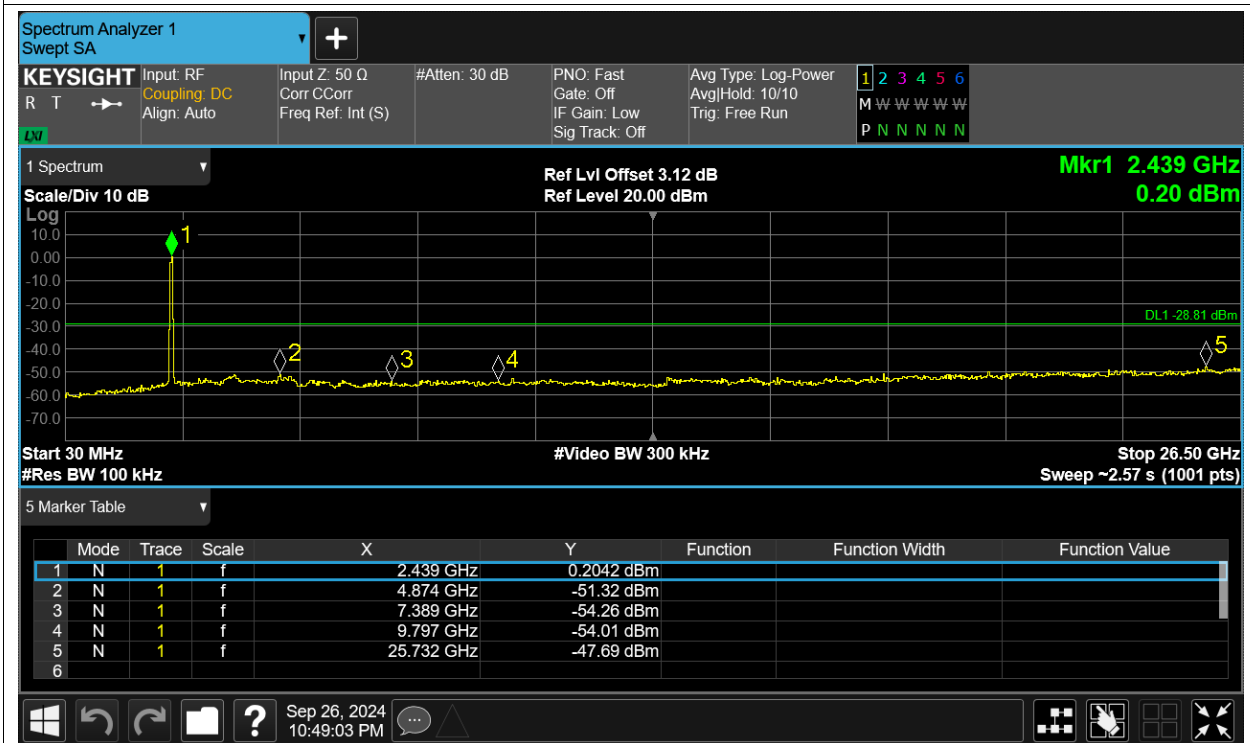 Spectrum Analyzer 1
Swept SA
KEYSIGHT
R T
LXI
Input: RF
Coupling: DC
Align: Auto
Input Z: 50 Ω
Corr CCorr
Freq Ref: Int (S)
#Atten: 30 dB
PNO: Fast
Gate: Off
IF Gain: Low
Sig Track: Off
Avg Type: Log-Power
Avg|Hold: 10/10
Trig: Free Run
1 2 3 4 5 6
M W W W W W
P N N N N N
1 Spectrum
Scale/Div 10 dB
Ref Lvl Offset 3.12 dB
Ref Level 20.00 dBm
Mkr1 2.439 GHz
0.20 dBm
Log
10.0
0.00
-10.0
-20.0
-30.0
-40.0
-50.0
-60.0
-70.0
1
2
3
4
5
DL1 -28.81 dBm
Start 30 MHz
#Res BW 100 kHz
#Video BW 300 kHz
Stop 26.50 GHz
Sweep ~2.57 s (1001 pts)
5 Marker Table
Mode Trace Scale X Y Function Function Width Function Value
1 N 1 f 2.439 GHz 0.2042 dBm
2 N 1 f 4.874 GHz -51.32 dBm
3 N 1 f 7.389 GHz -54.26 dBm
4 N 1 f 9.797 GHz -54.01 dBm
5 N 1 f 25.732 GHz -47.69 dBm
6
?
Sep 26, 2024
10:49:03 PM